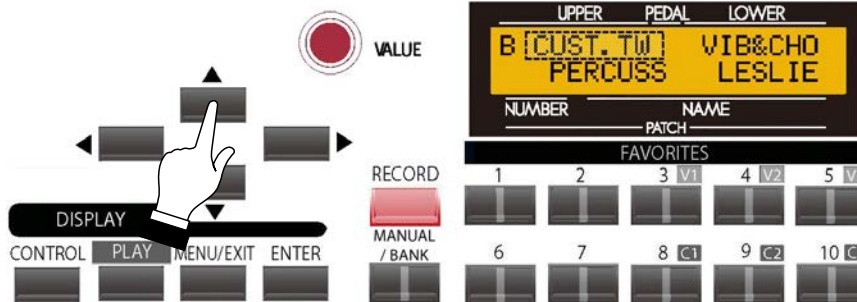 UPPER PEDAL LOWER
VALUE
B CUST.TW VIB&CHO
PERCUSS LESLIE
NUMBER NAME
PATCH
FAVORITES
RECORD
1 2 3 V1 4 V2 5 V
DISPLAY
MANUAL
/ BANK
CONTROL PLAY MENU/EXIT ENTER
6 7 8 C1 9 C2 10 C